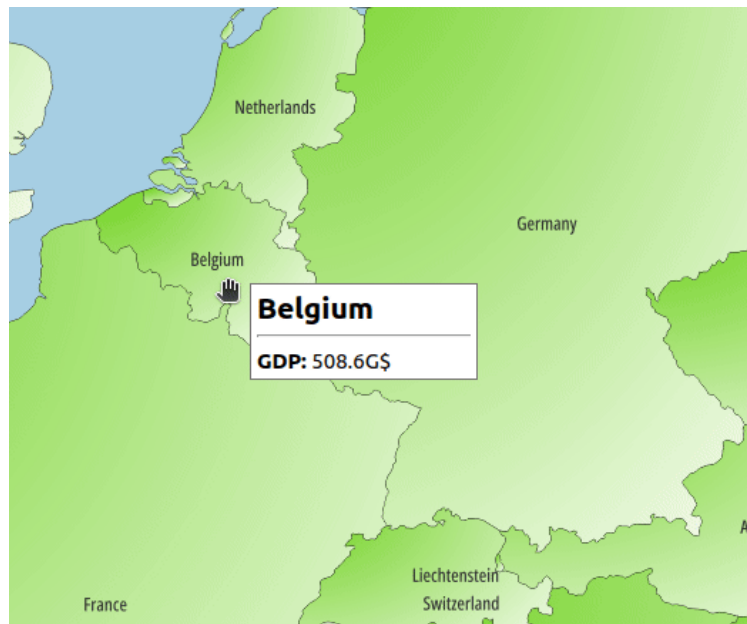 Netherlands
Germany
Belgium
Belgium
GDP: 508.6G$
A
Liechtenstein
Switzerland
France